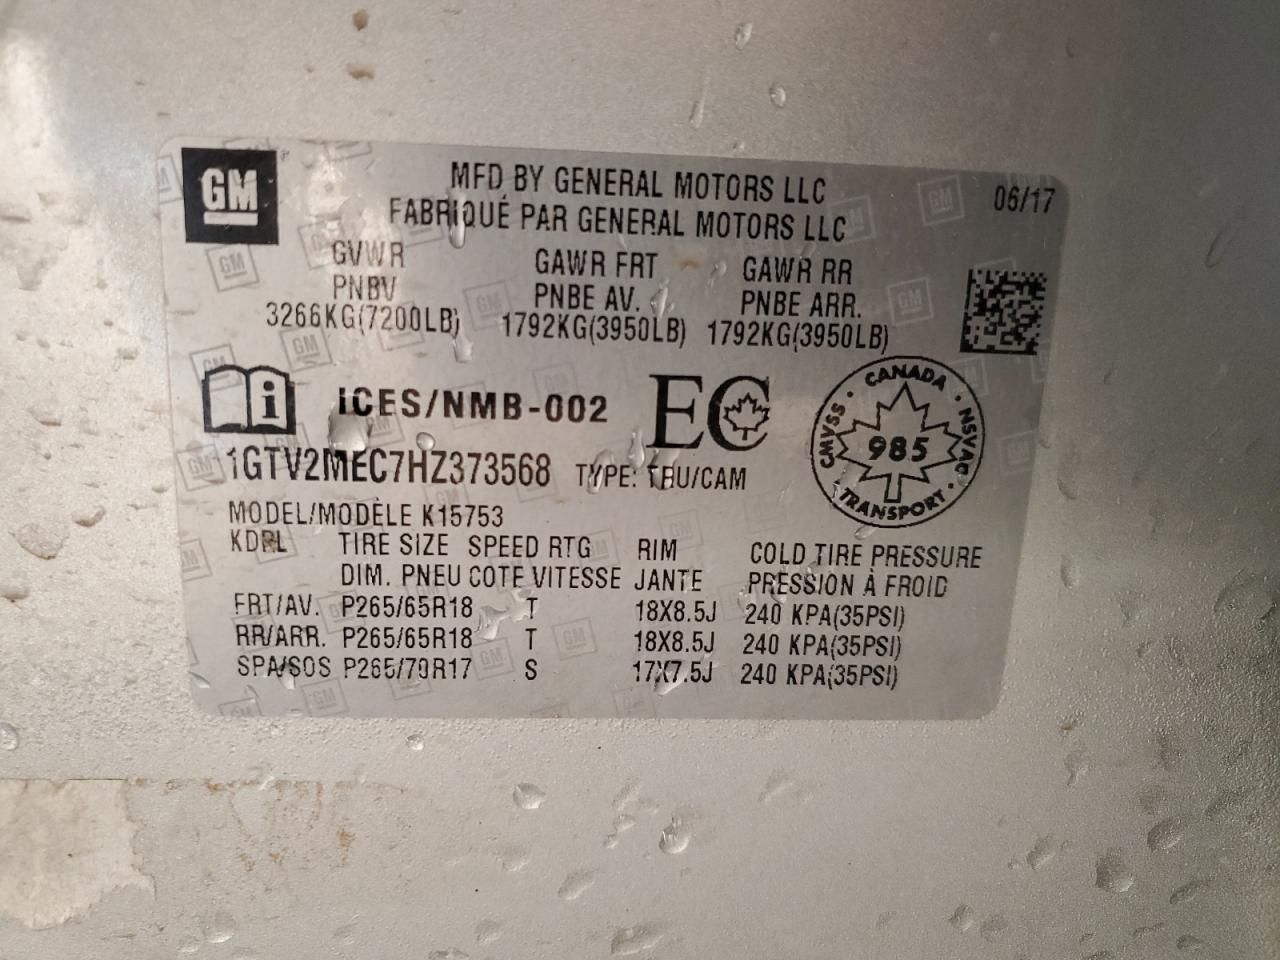 GM
MFD BY GENERAL MOTORS LLC
06/17
FABRIQUÉ PAR GENERAL MOTORS LLC
GVWR GAWR FRT GAWR RR
PNBV PNBE AV. PNBE ARR.
3266KG(7200LB) 1792KG(3950LB) 1792KG(3950LB)
i ICES/NMB-002 EC
CANADA
CMVSS · NSVAC
985
TRANSPORT
1GTV2MEC7HZ373568 TYPE: TRU/CAM
MODEL/MODÈLE K15753
KDRL TIRE SIZE SPEED RTG RIM COLD TIRE PRESSURE
DIM. PNEU COTE VITESSE JANTE PRESSION À FROID
FRT/AV. P265/65R18 T 18X8.5J 240 KPA(35PSI)
RR/ARR. P265/65R18 T 18X8.5J 240 KPA(35PSI)
SPA/SOS P265/70R17 S 17X7.5J 240 KPA(35PSI)